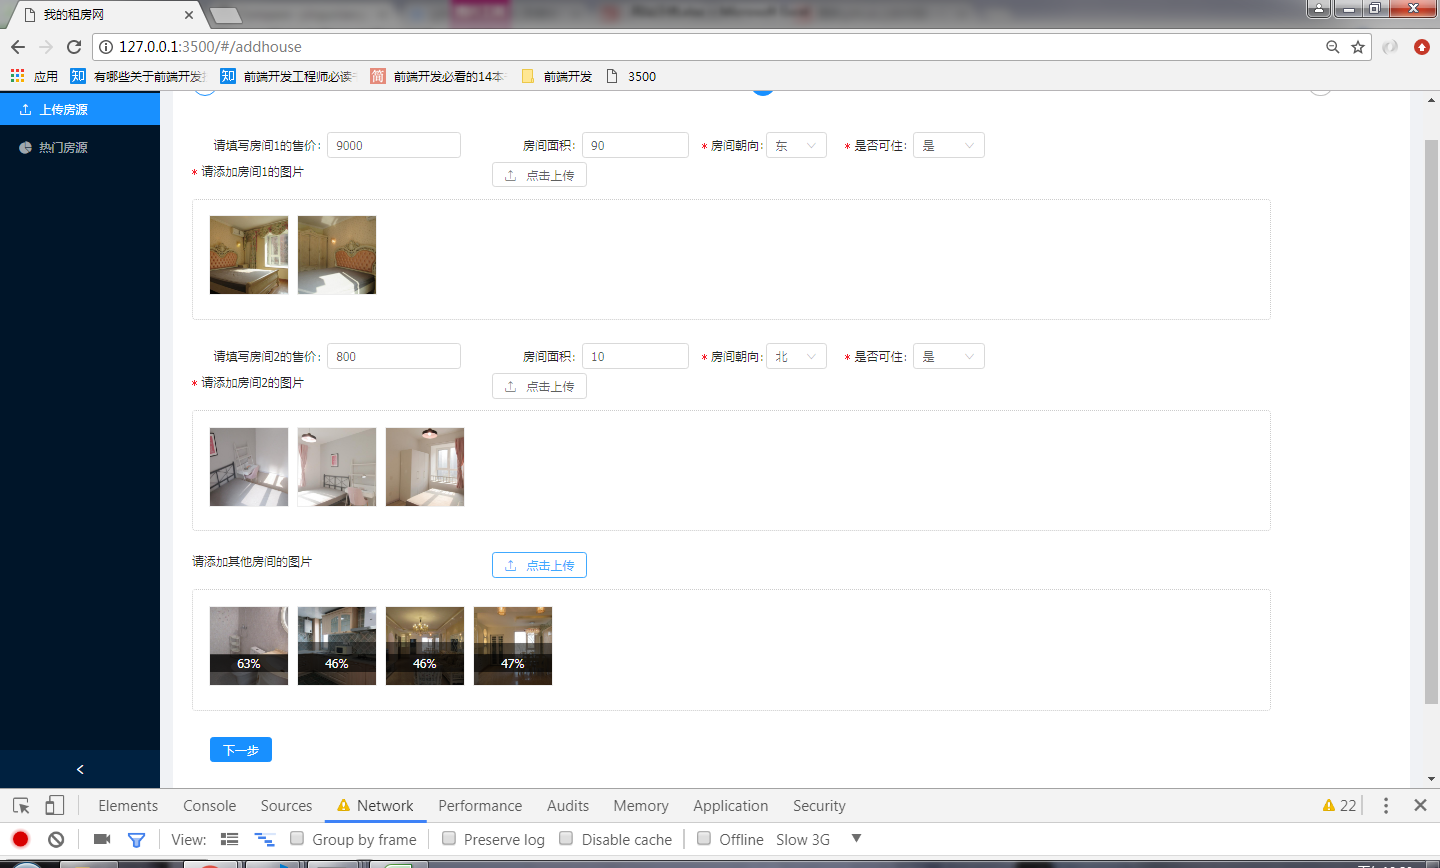 我的租房网
127.0.0.1:3500/#/addhouse
应用 有哪些关于前端开发 前端开发工程师必读 前端开发必看的14本 前端开发 3500
上传房源
热门房源
请填写房间1的售价: 9000 房间面积: 90 * 房间朝向: 东 * 是否可住: 是
* 请添加房间1的图片 点击上传
请填写房间2的售价: 800 房间面积: 10 * 房间朝向: 北 * 是否可住: 是
* 请添加房间2的图片 点击上传
请添加其他房间的图片 点击上传
63% 46% 46% 47%
下一步
Elements Console Sources Network Performance Audits Memory Application Security 22
View: Group by frame Preserve log Disable cache Offline Slow 3G